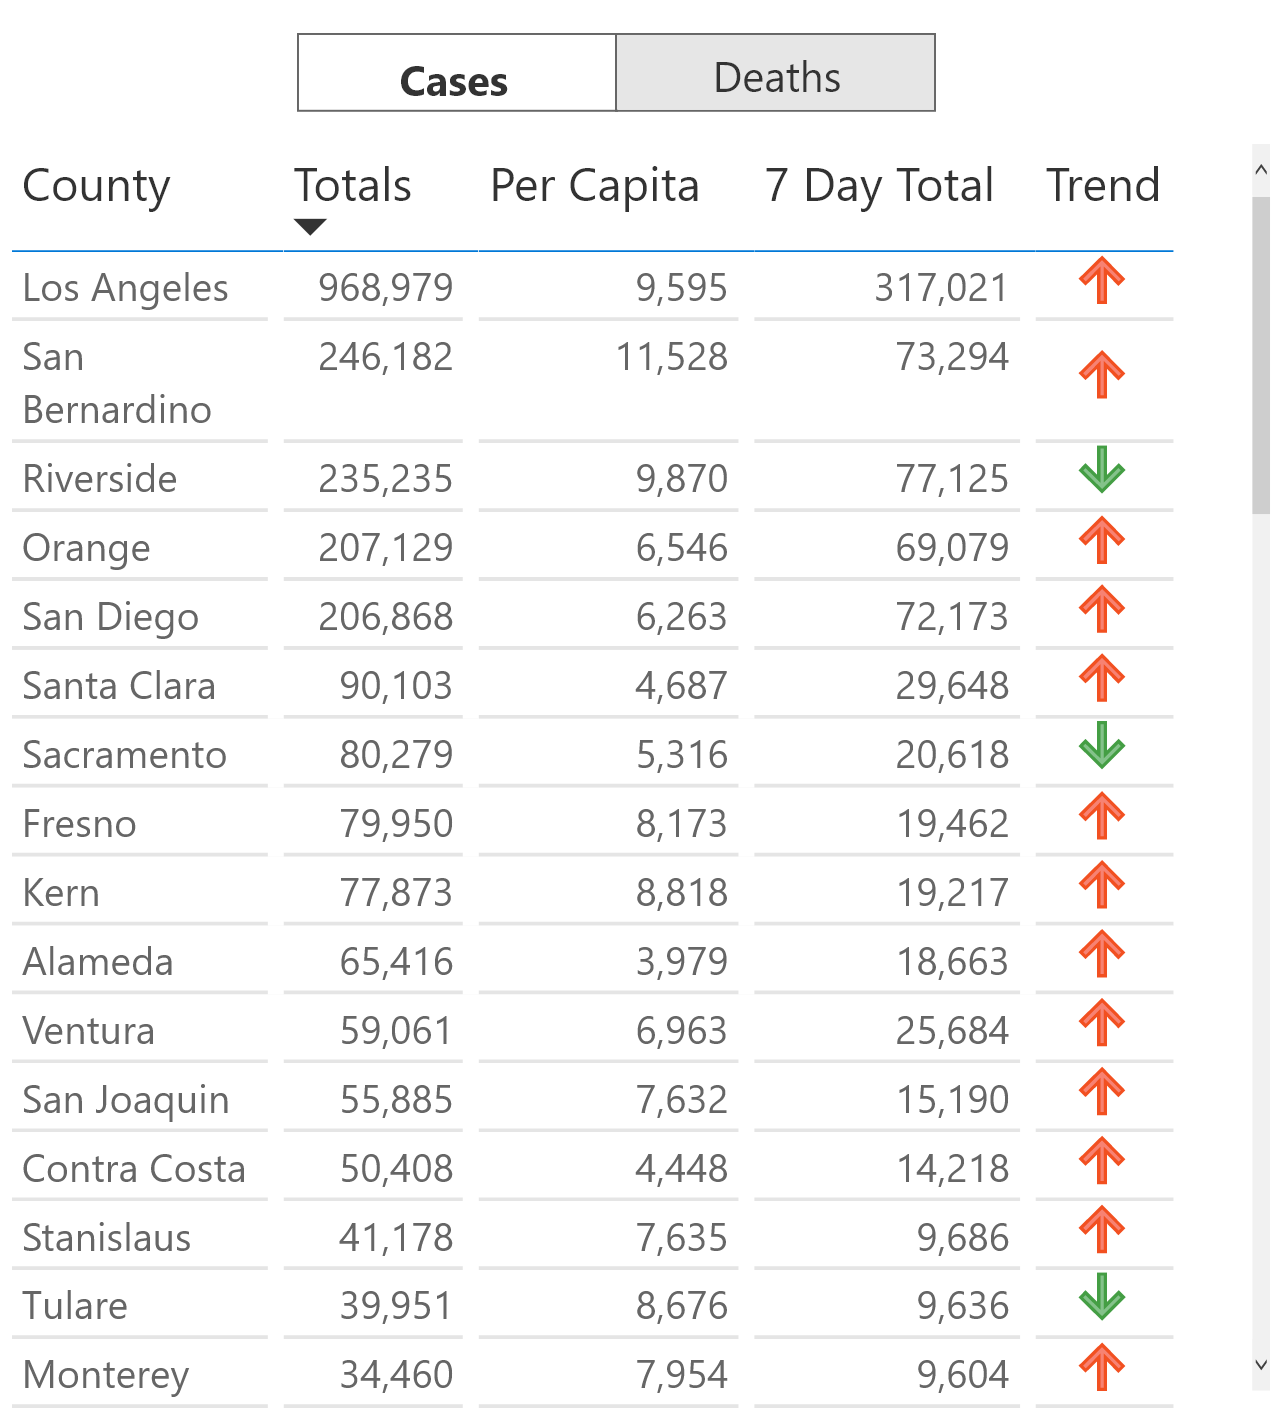 Cases Deaths
County Totals Per Capita 7 Day Total Trend
Los Angeles 968,979 9,595 317,021
San 246,182 11,528 73,294
Bernardino
Riverside 235,235 9,870 77,125
Orange 207,129 6,546 69,079
San Diego 206,868 6,263 72,173
Santa Clara 90,103 4,687 29,648
Sacramento 80,279 5,316 20,618
Fresno 79,950 8,173 19,462
Kern 77,873 8,818 19,217
Alameda 65,416 3,979 18,663
Ventura 59,061 6,963 25,684
San Joaquin 55,885 7,632 15,190
Contra Costa 50,408 4,448 14,218
Stanislaus 41,178 7,635 9,686
Tulare 39,951 8,676 9,636
Monterey 34,460 7,954 9,604